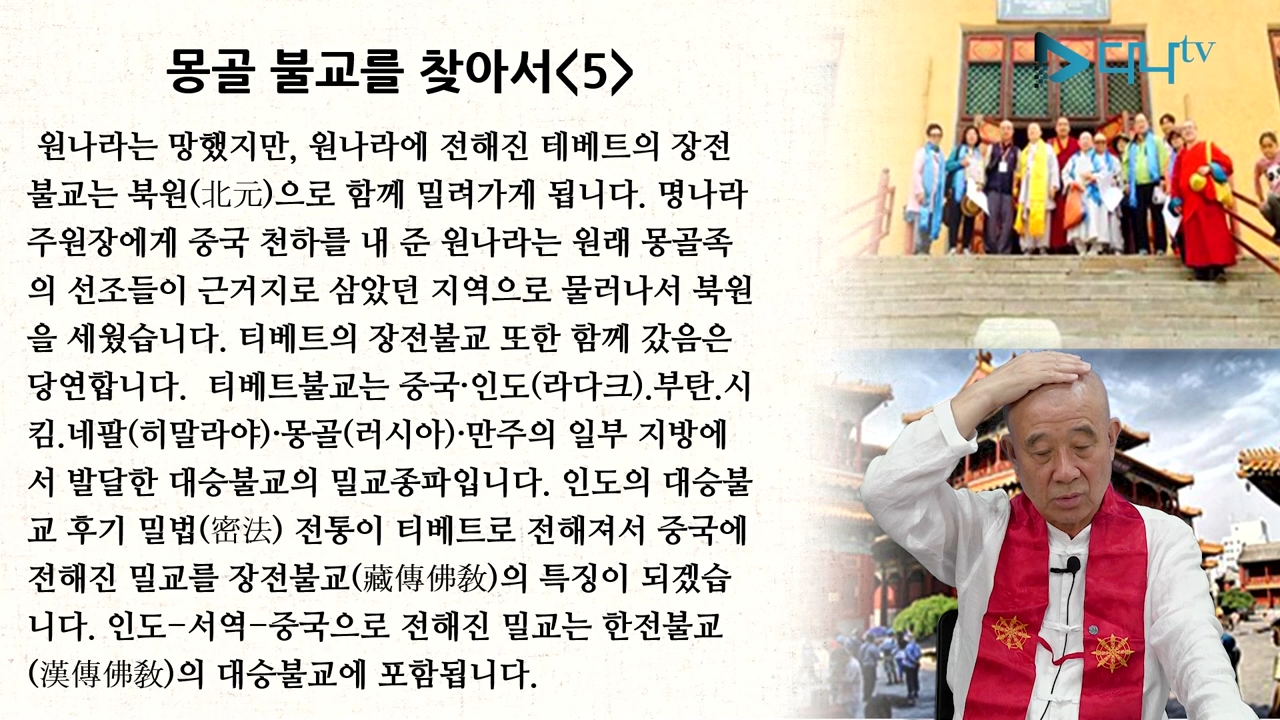 몽골 불교를 찾아서<5>
다나tv
원나라는 망했지만, 원나라에 전해진 테베트의 장전
불교는 북원(北元)으로 함께 밀려가게 됩니다. 명나라
주원장에게 중국 천하를 내 준 원나라는 원래 몽골족
의 선조들이 근거지로 삼았던 지역으로 물러나서 북원
을 세웠습니다. 티베트의 장전불교 또한 함께 갔음은
당연합니다. 티베트불교는 중국·인도(라다크).부탄.시
킴.네팔(히말라야)·몽골(러시아)·만주의 일부 지방에
서 발달한 대승불교의 밀교종파입니다. 인도의 대승불
교 후기 밀법(密法) 전통이 티베트로 전해져서 중국에
전해진 밀교를 장전불교(藏傳佛敎)의 특징이 되겠습
니다. 인도-서역-중국으로 전해진 밀교는 한전불교
(漢傳佛敎)의 대승불교에 포함됩니다.